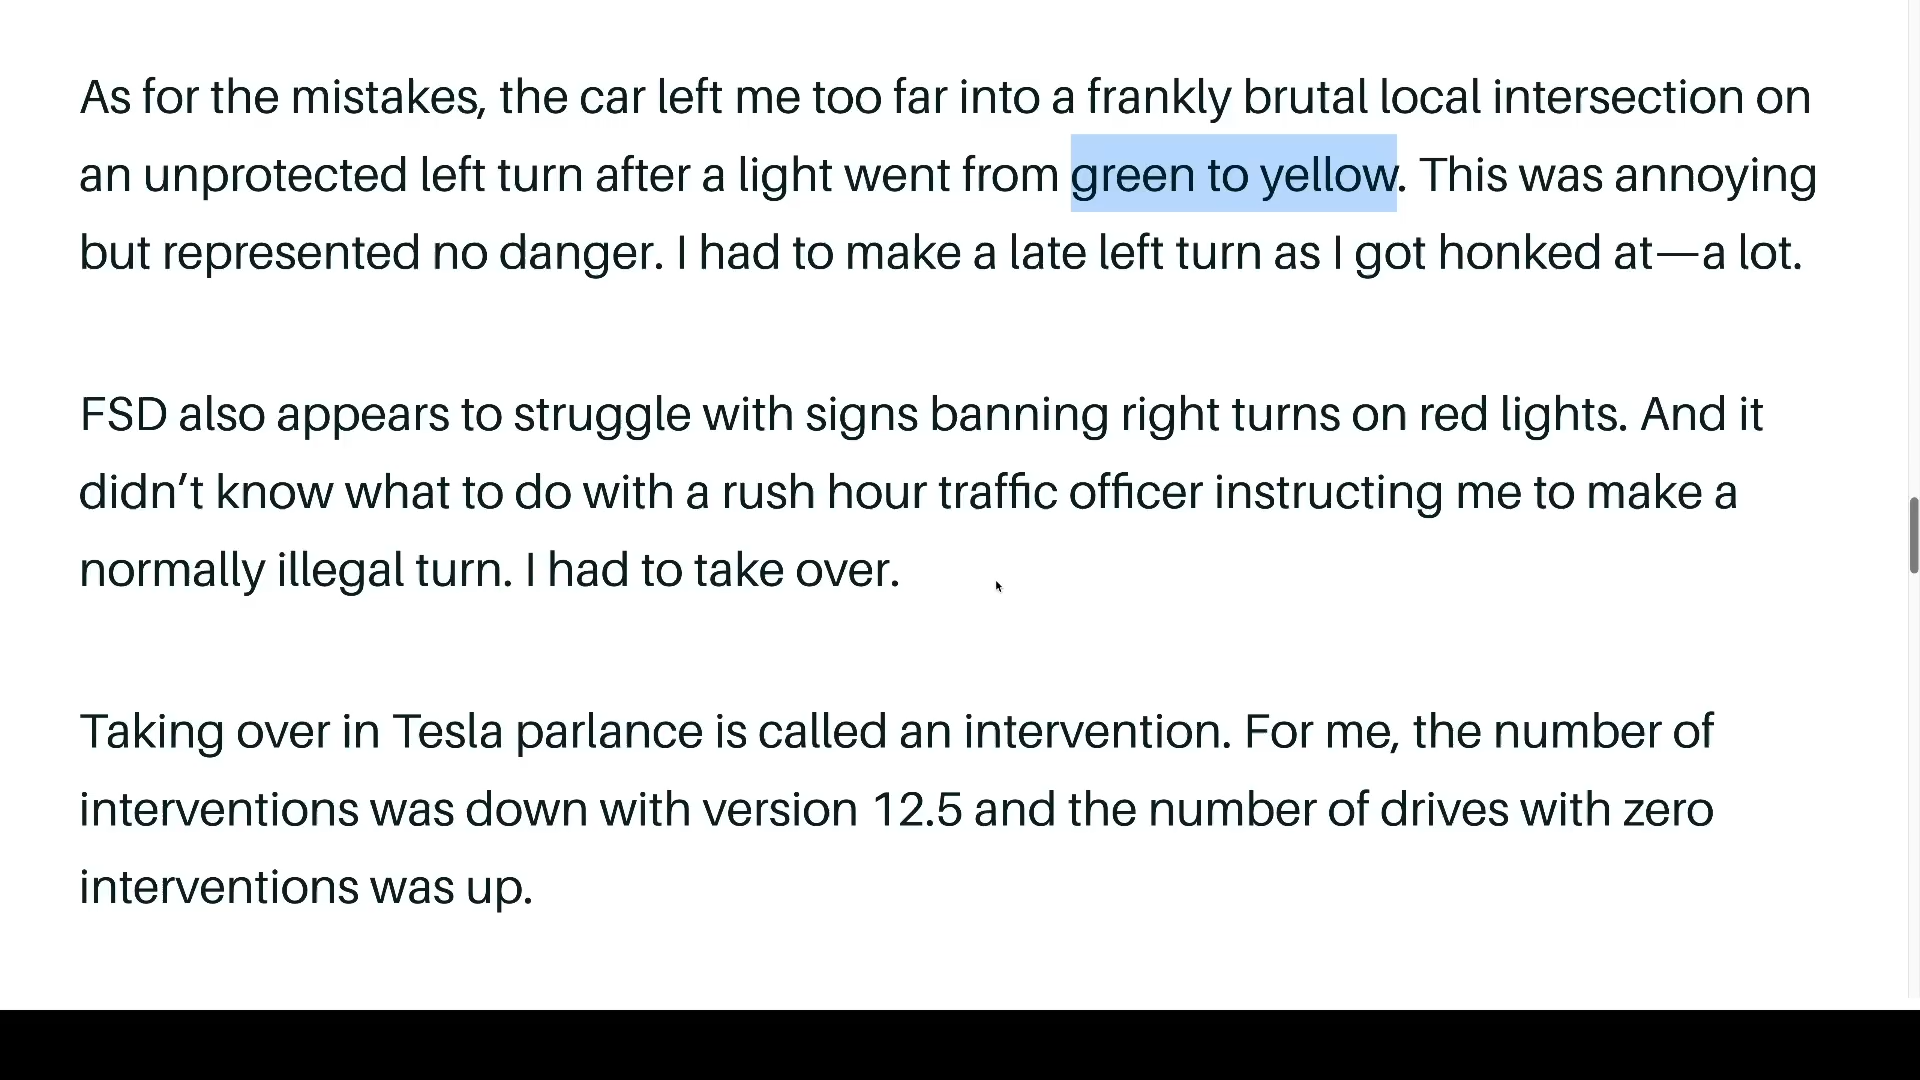 As for the mistakes, the car left me too far into a frankly brutal local intersection on
an unprotected left turn after a light went from green to yellow. This was annoying
but represented no danger. I had to make a late left turn as I got honked at—a lot.
FSD also appears to struggle with signs banning right turns on red lights. And it
didn’t know what to do with a rush hour traffic officer instructing me to make a
normally illegal turn. I had to take over.
Taking over in Tesla parlance is called an intervention. For me, the number of
interventions was down with version 12.5 and the number of drives with zero
interventions was up.